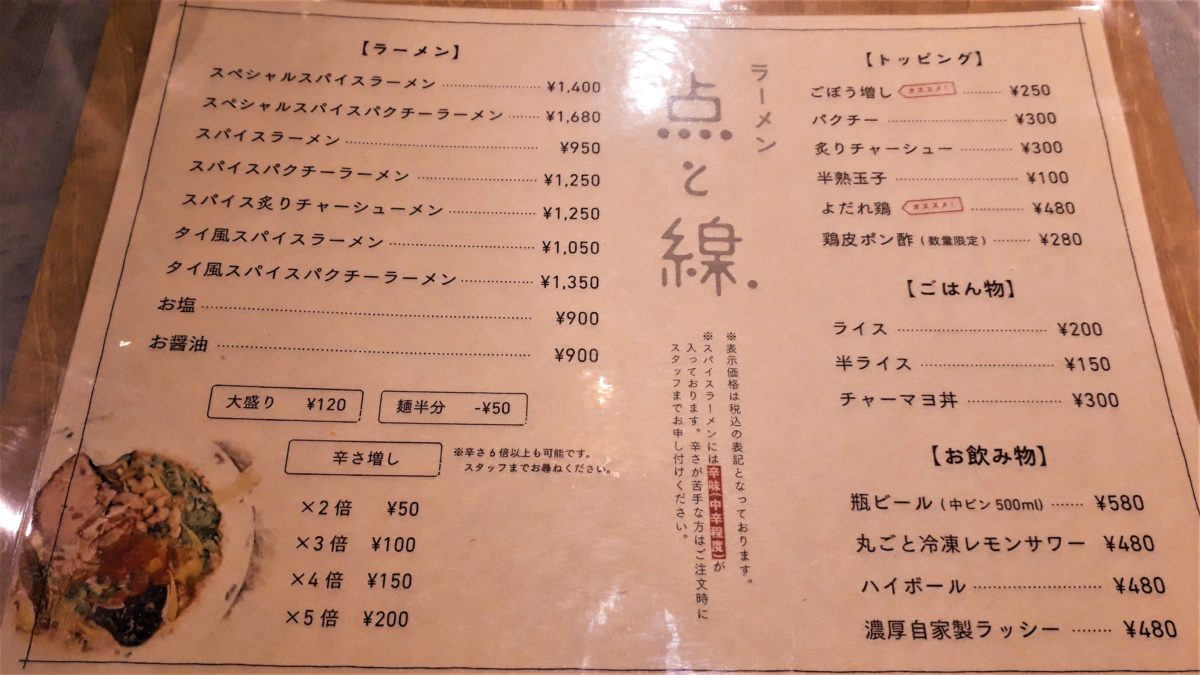 【ラーメン】
スペシャルスパイスラーメン ¥1,400
スペシャルスパイスパクチーラーメン ¥1,680
スパイスラーメン ¥950
スパイスパクチーラーメン ¥1,250
スパイス炙りチャーシューメン ¥1,250
タイ風スパイスラーメン ¥1,050
タイ風スパイスパクチーラーメン ¥1,350
お塩 ¥900
お醤油 ¥900
大盛り ¥120
麺半分 -¥50
辛さ増し
※辛さ6倍以上も可能です。
スタッフまでお尋ねください。
×2倍 ¥50
×3倍 ¥100
×4倍 ¥150
×5倍 ¥200
ラーメン
点と線.
※表示価格は税込の表記となっております。
※スパイスラーメンには辛味(中辛程度)が
入っております。辛さが苦手な方はご注文時に
スタッフまでお申し付けください。
【トッピング】
ごぼう増し オススメ! ¥250
パクチー ¥300
炙りチャーシュー ¥300
半熟玉子 ¥100
よだれ鶏 オススメ! ¥480
鶏皮ポン酢(数量限定) ¥280
【ごはん物】
ライス ¥200
半ライス ¥150
チャーマヨ丼 ¥300
【お飲み物】
瓶ビール(中ビン500ml) ¥580
丸ごと冷凍レモンサワー ¥480
ハイボール ¥480
濃厚自家製ラッシー ¥480